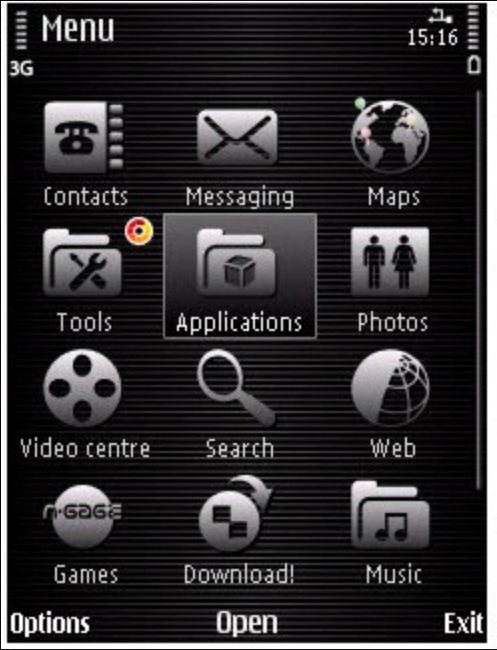 Menu
15:16
3G
Contacts Messaging Maps
Tools Applications Photos
Video centre Search Web
n·gage
Games Download! Music
Options Open Exit